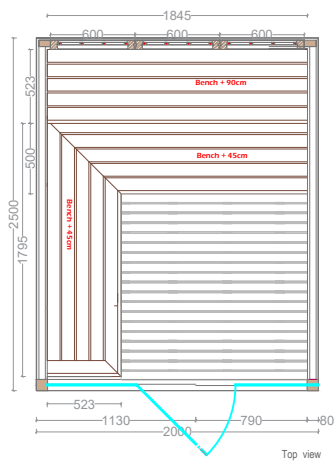 1845
600 600 600
Bench + 90cm
523
Bench + 45cm
500
Bench + 45cm
2500
1795
523
1130 790 80
2000
Top view